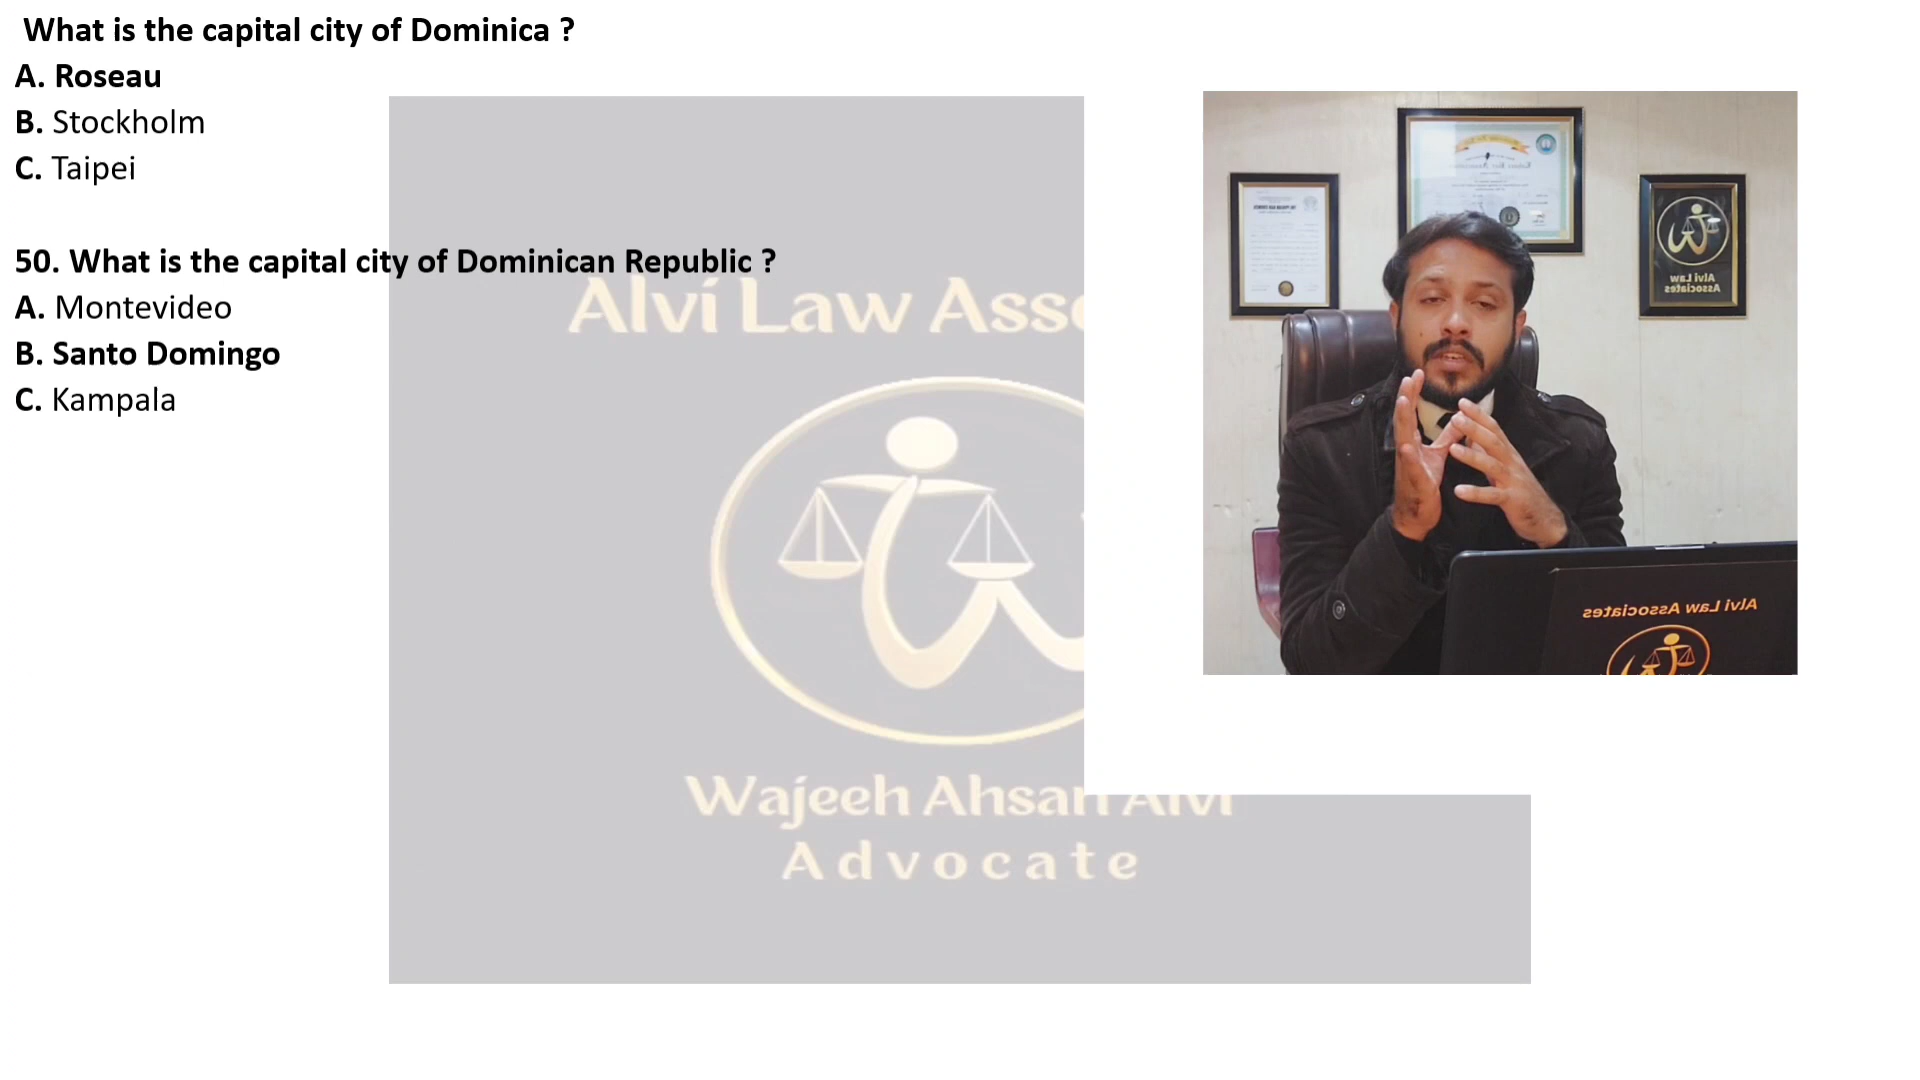 What is the capital city of Dominica ?
A. Roseau
B. Stockholm
C. Taipei
50. What is the capital city of Dominican Republic ?
A. Montevideo
B. Santo Domingo
C. Kampala
Alvi Law
Wajeeh Ahsan Alvi
Advocate
Alvi Law
Associates
Alvi Law Associates